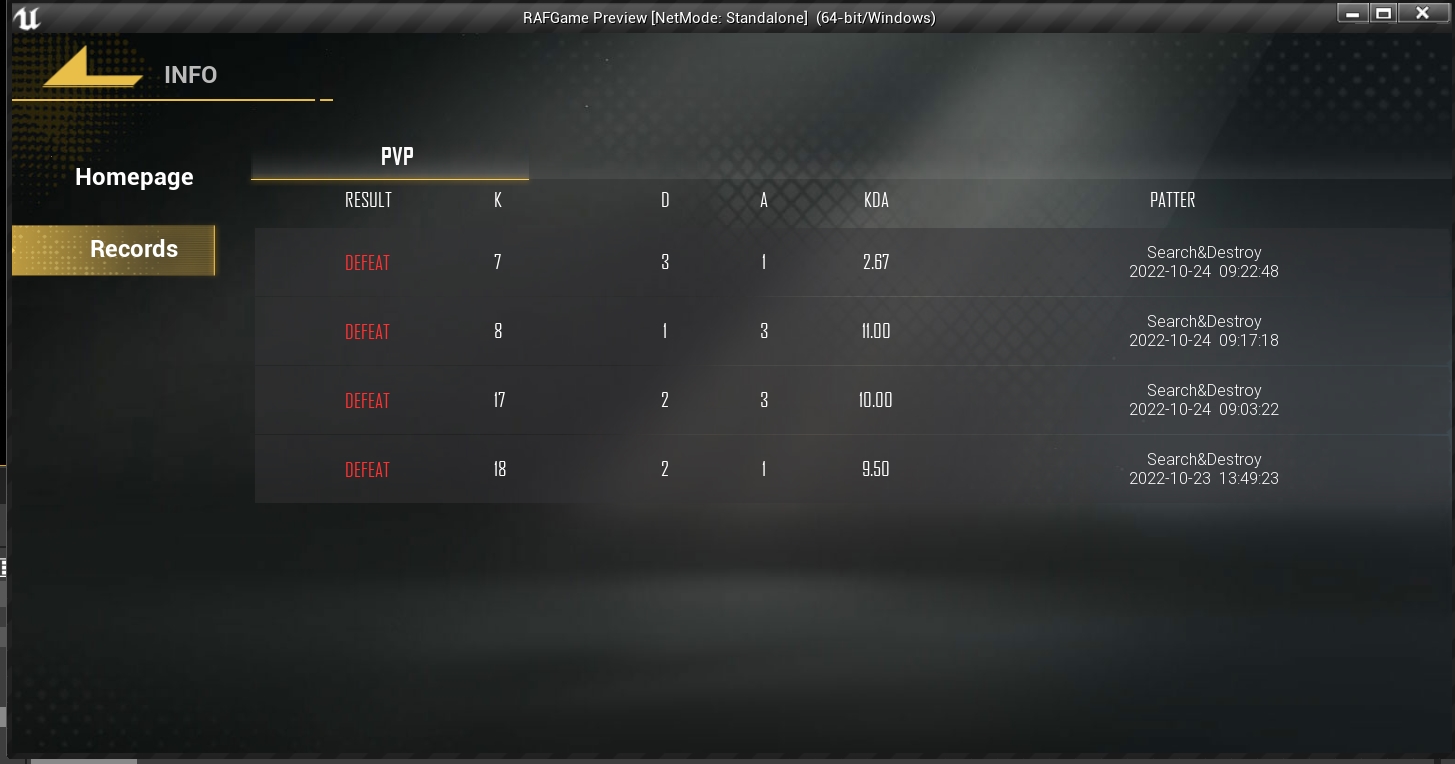 RAFGame Preview [NetMode: Standalone] (64-bit/Windows)
INFO
Homepage
Records
PVP
RESULT K D A KDA PATTER
DEFEAT 7 3 1 2.67 Search&Destroy
2022-10-24 09:22:48
DEFEAT 8 1 3 11.00 Search&Destroy
2022-10-24 09:17:18
DEFEAT 17 2 3 10.00 Search&Destroy
2022-10-24 09:03:22
DEFEAT 18 2 1 9.50 Search&Destroy
2022-10-23 13:49:23